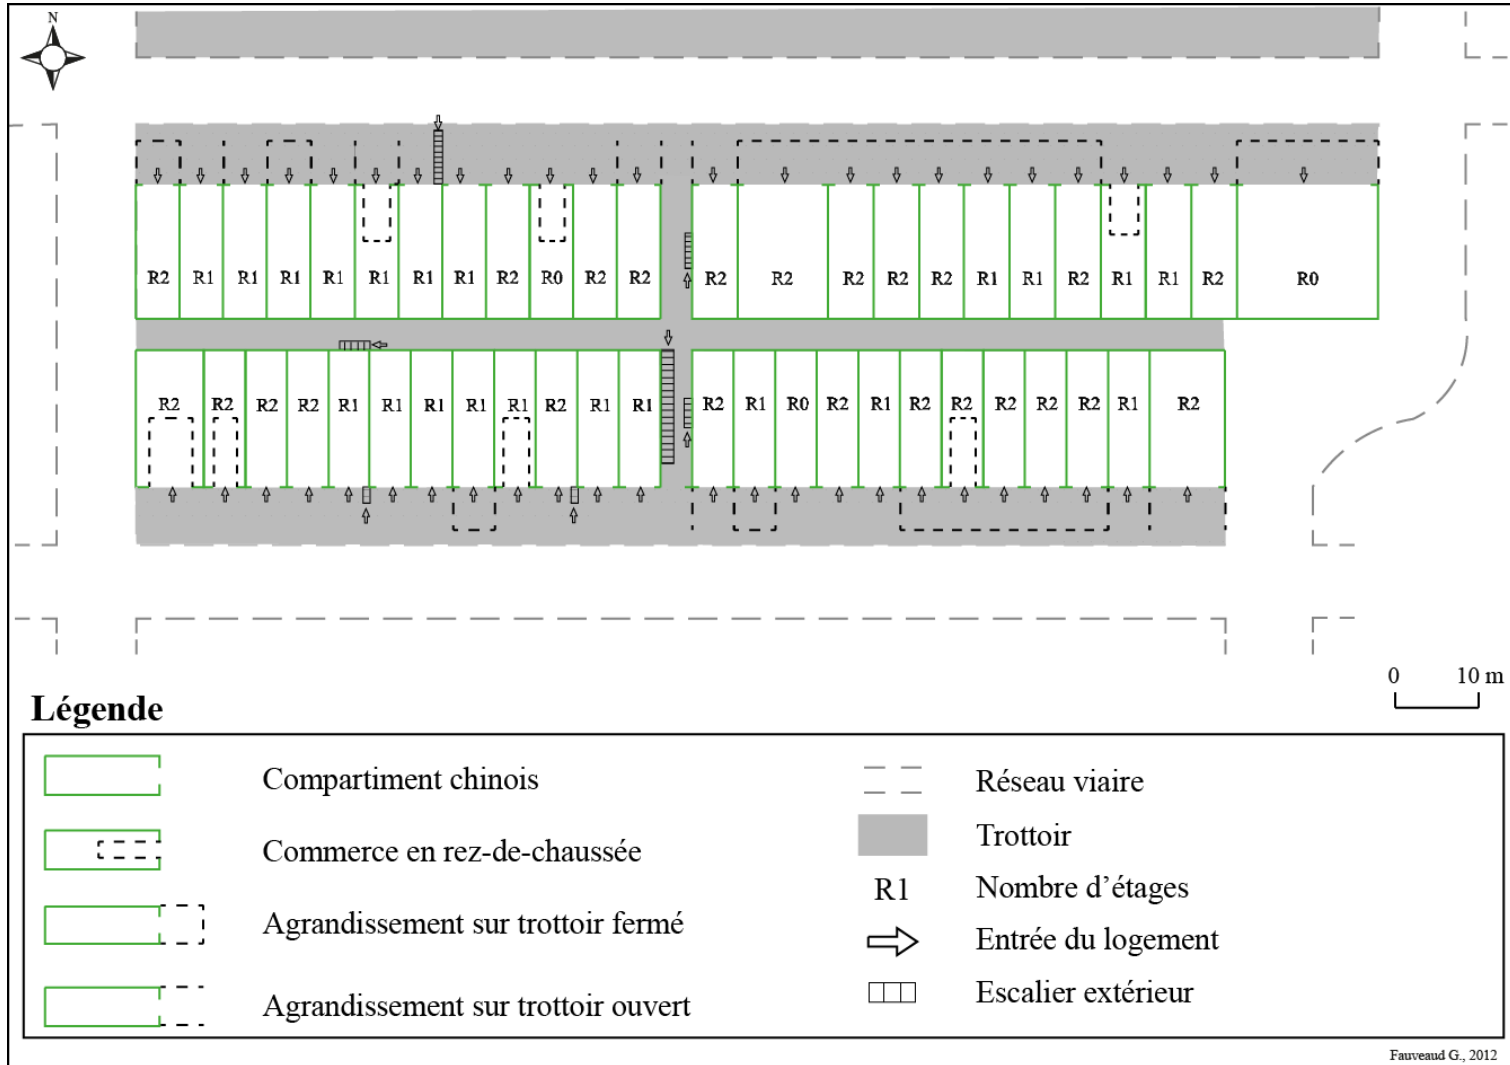 N
R2 R1 R1 R1 R1 R1 R1 R1 R2 R0 R2 R2 R2 R2 R2 R2 R2 R1 R1 R2 R1 R1 R2 R0
R2 R2 R2 R2 R1 R1 R1 R1 R1 R2 R1 R1 R2 R1 R0 R2 R1 R2 R2 R2 R2 R2 R1 R2
0 10 m
Légende
Compartiment chinois
Commerce en rez-de-chaussée
Agrandissement sur trottoir fermé
Agrandissement sur trottoir ouvert
Réseau viaire
Trottoir
R1 Nombre d’étages
Entrée du logement
Escalier extérieur
Fauveaud G., 2012